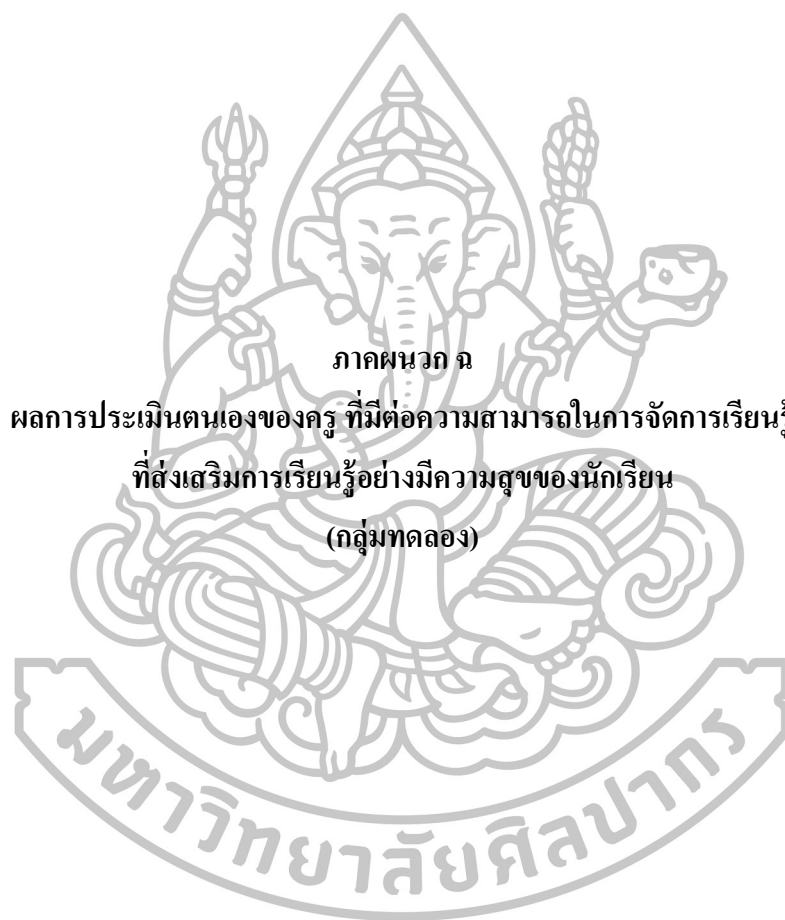 ภาคผนวก ฉ
ผลการประเมินตนเองของครู ที่มีต่อความสามารถในการจัดการเรียนรู้
ที่ส่งเสริมการเรียนรู้อย่างมีความสุขของนักเรียน
(กลุ่มทดลอง)
มหาวิทยาลัยศิลปากร